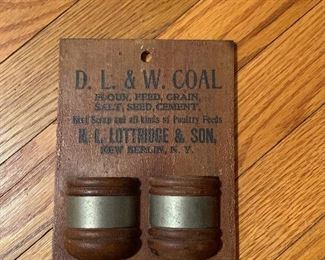 D. L. & W. COAL
FLOUR, FEED, GRAIN,
SALT, SEED, CEMENT,
Beef Scrap and all kinds of Poultry Feeds
H. L. LOTTRIDGE & SON,
NEW BERLIN, N. Y.